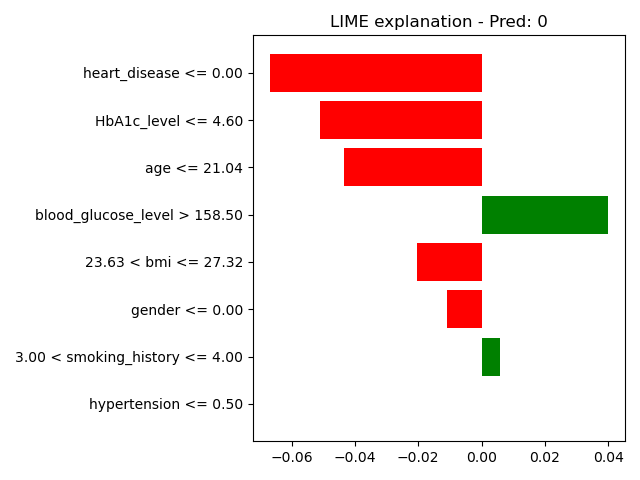 LIME explanation - Pred: 0
heart_disease <= 0.00
HbA1c_level <= 4.60
age <= 21.04
blood_glucose_level > 158.50
23.63 < bmi <= 27.32
gender <= 0.00
3.00 < smoking_history <= 4.00
hypertension <= 0.50
−0.06 −0.04 −0.02 0.00 0.02 0.04